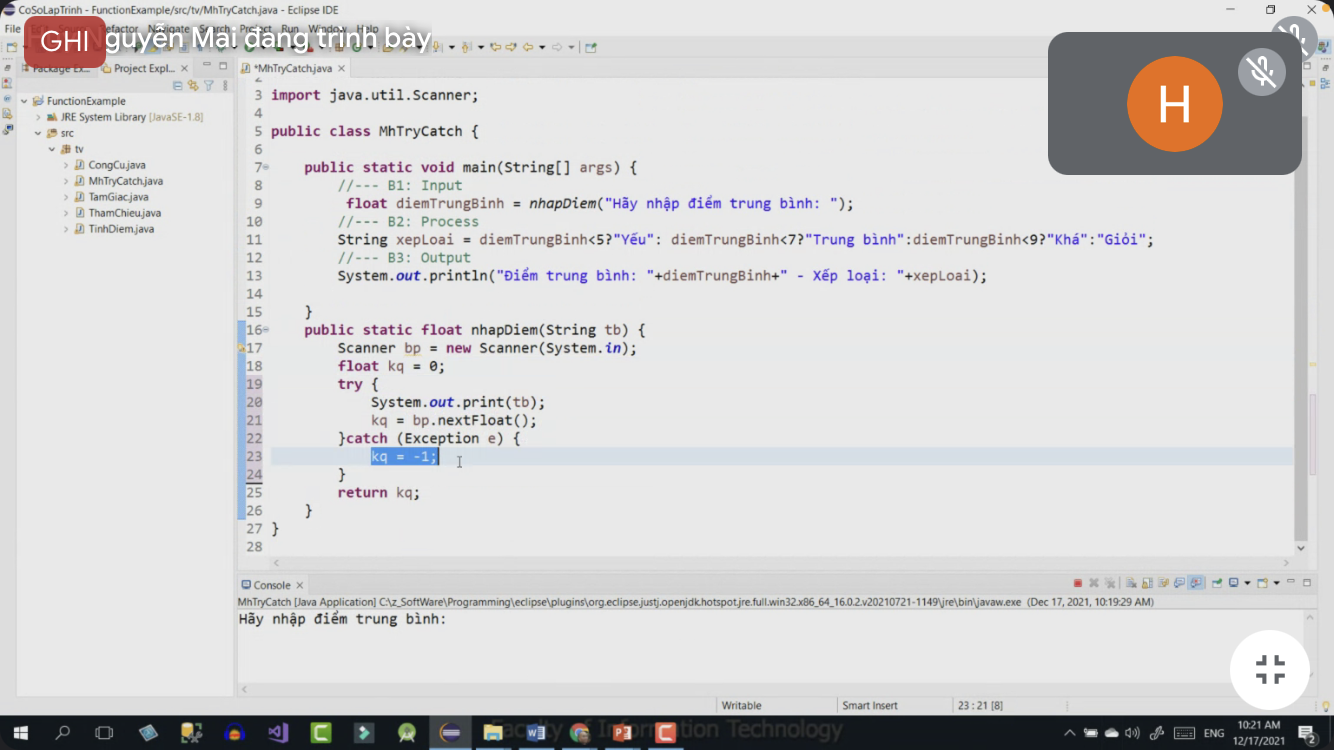 CoSoLapTrinh - FunctionExample/src/tv/MhTryCatch.java - Eclipse IDE
File Refactor Navigate Search Project Run Window Help
GHI guyễn Mai đang trình bày
Package Ex... Project Expl...
*MhTryCatch.java
FunctionExample
JRE System Library [JavaSE-1.8]
src
tv
CongCu.java
MhTryCatch.java
TamGiac.java
ThamChieu.java
TinhDiem.java
H
3 import java.util.Scanner;
4
5 public class MhTryCatch {
6
7 public static void main(String[] args) {
8 //--- B1: Input
9 float diemTrungBinh = nhapDiem("Hãy nhập điểm trung bình: ");
10 //--- B2: Process
11 String xepLoai = diemTrungBinh<5?"Yếu": diemTrungBinh<7?"Trung bình":diemTrungBinh<9?"Khá":"Giỏi";
12 //--- B3: Output
13 System.out.println("Điểm trung bình: "+diemTrungBinh+" - Xếp loại: "+xepLoai);
14
15 }
16 public static float nhapDiem(String tb) {
17 Scanner bp = new Scanner(System.in);
18 float kq = 0;
19 try {
20 System.out.print(tb);
21 kq = bp.nextFloat();
22 }catch (Exception e) {
23 kq = -1;
24 }
25 return kq;
26 }
27 }
28
Console
MhTryCatch [Java Application] C:\z_SoftWare\Programming\eclipse\plugins\org.eclipse.justj.openjdk.hotspot.jre.full.win32.x86_64_16.0.2.v20210721-1149\jre\bin\javaw.exe (Dec 17, 2021, 10:19:29 AM)
Hãy nhập điểm trung bình:
Writable Smart Insert 23 : 21 [8]
Faculty of Information Technology
ENG
10:21 AM
12/17/2021
2